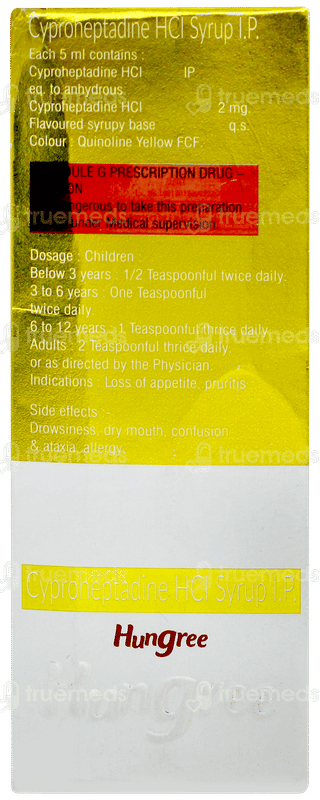 Cyproheptadine HCl Syrup I.P.
Each 5 ml contains :
Cyproheptadine HCl IP
eq. to anhydrous
Cyproheptadine HCl 2 mg.
Flavoured syrupy base q.s.
Colour : Quinoline Yellow FCF.
DULE G PRESCRIPTION DRUG –
ON
ngerous to take this preparation
under Medical supervision
Dosage : Children :
Below 3 years : 1/2 Teaspoonful twice daily.
3 to 6 years : One Teaspoonful
twice daily.
6 to 12 years : 1 Teaspoonful thrice daily
Adults : 2 Teaspoonful thrice daily
or as directed by the Physician.
Indications : Loss of appetite, pruritis
Side effects :-
Drowsiness, dry mouth, confusion
& ataxia, allergy.
Cyproheptadine HCl Syrup I.P.
Hungree
Hungree
truemeds